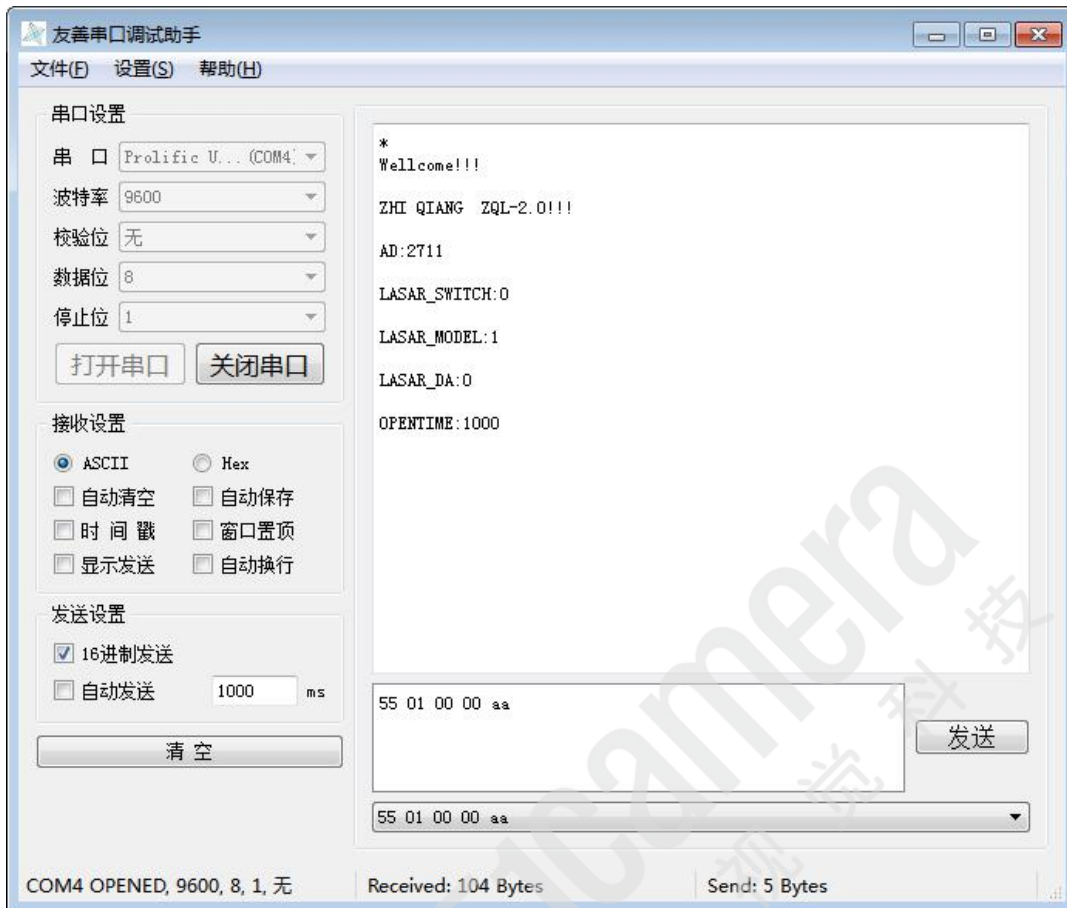 友善串口调试助手
文件(F) 设置(S) 帮助(H)
串口设置
串 口 Prolific U... (COM4)
波特率 9600
校验位 无
数据位 8
停止位 1
打开串口 关闭串口
接收设置
ASCII Hex
自动清空 自动保存
时 间 戳 窗口置顶
显示发送 自动换行
发送设置
16进制发送
自动发送 1000 ms
清 空
*
Wellcome!!!
ZHI QIANG ZQL-2.0!!!
AD:2711
LASAR_SWITCH:0
LASAR_MODEL:1
LASAR_DA:0
OPENTIME:1000
55 01 00 00 aa
发送
55 01 00 00 aa
COM4 OPENED, 9600, 8, 1, 无 Received: 104 Bytes Send: 5 Bytes
camera
视觉科技